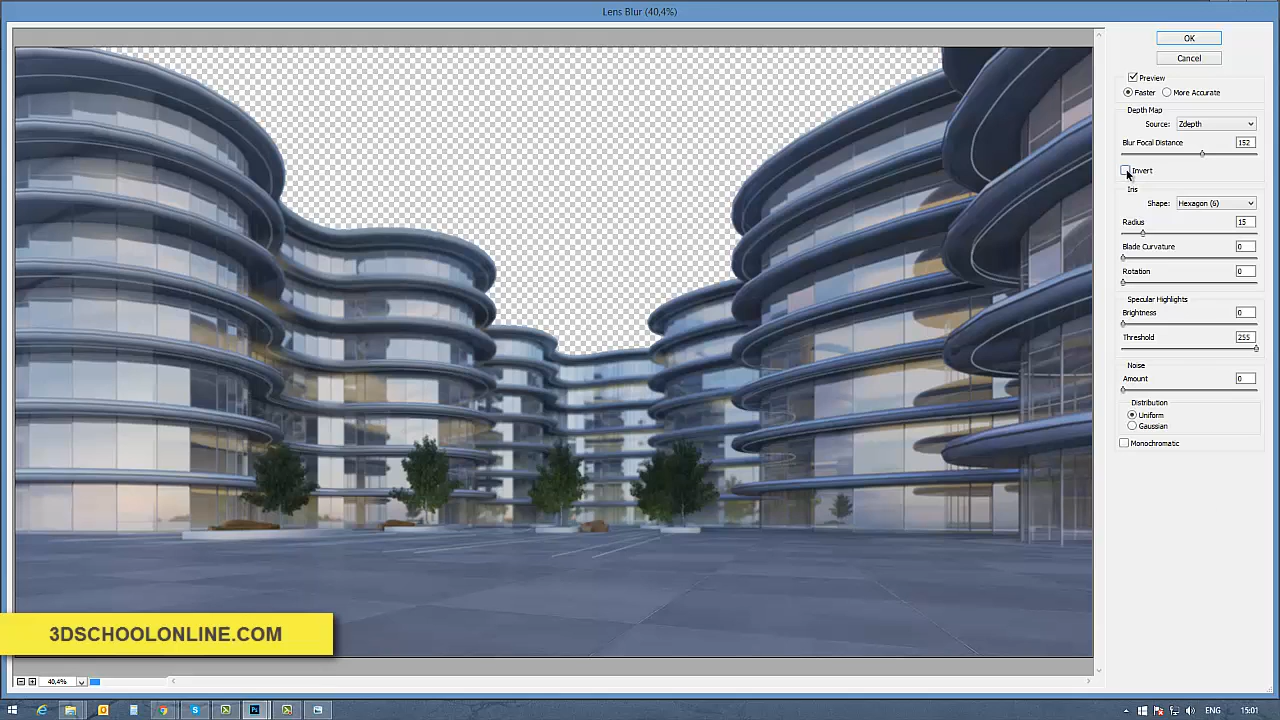 Lens Blur (40,4%)
OK
Cancel
Preview
Faster More Accurate
Depth Map
Source: Zdepth
Blur Focal Distance 152
Invert
Iris
Shape: Hexagon (6)
Radius 15
Blade Curvature 0
Rotation 0
Specular Highlights
Brightness 0
Threshold 255
Noise
Amount 0
Distribution
Uniform
Gaussian
Monochromatic
3DSCHOOLONLINE.COM
40,4%
ENG 15:01